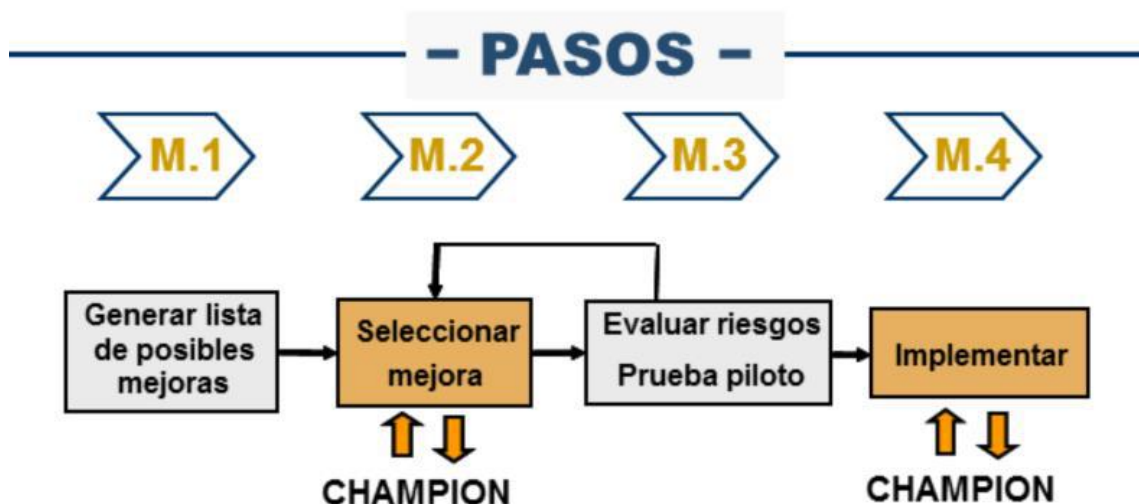 – PASOS –
M.1
M.2
M.3
M.4
Generar lista
de posibles
mejoras
Seleccionar
mejora
Evaluar riesgos
Prueba piloto
Implementar
CHAMPION
CHAMPION